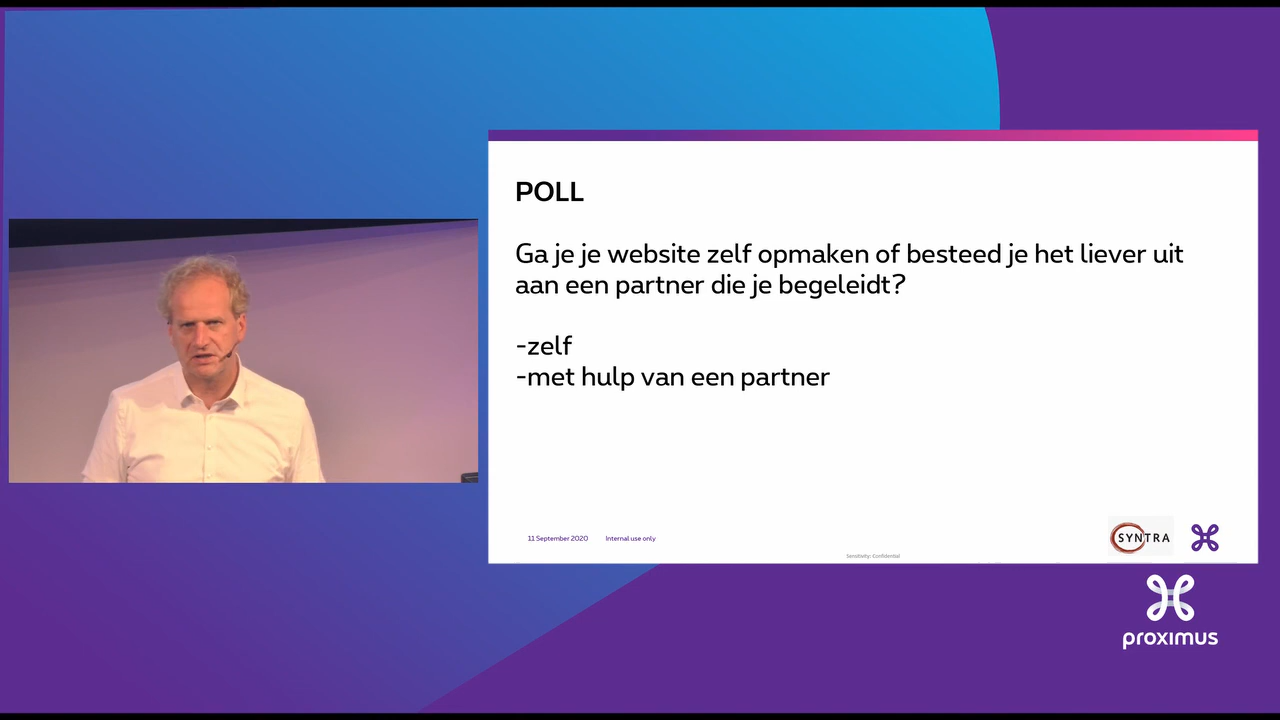 POLL
Ga je je website zelf opmaken of besteed je het liever uit
aan een partner die je begeleidt?
-zelf
-met hulp van een partner
11 September 2020 Internal use only
Sensitivity: Confidential
SYNTRA
proximus